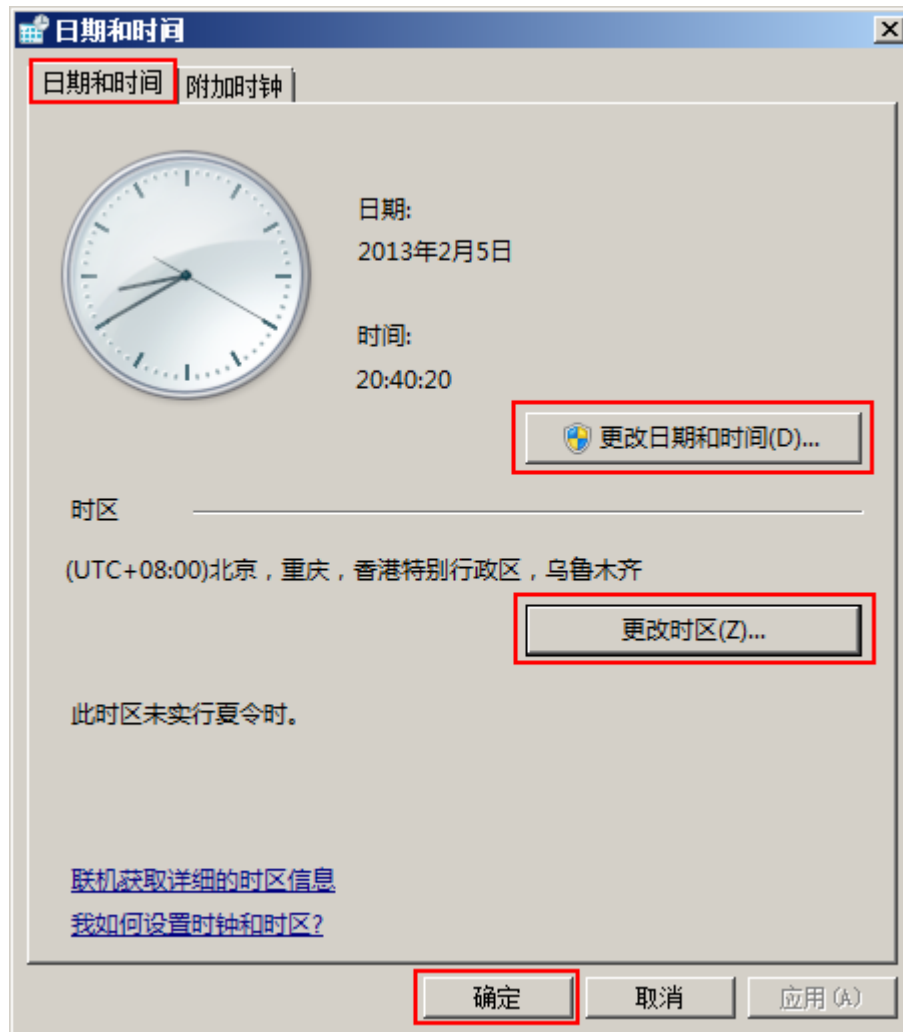 日期和时间
日期和时间 附加时钟
日期:
2013年2月5日
时间:
20:40:20
更改日期和时间(D)...
时区
(UTC+08:00)北京，重庆，香港特别行政区，乌鲁木齐
更改时区(Z)...
此时区未实行夏令时。
联机获取详细的时区信息
我如何设置时钟和时区?
确定 取消 应用(A)